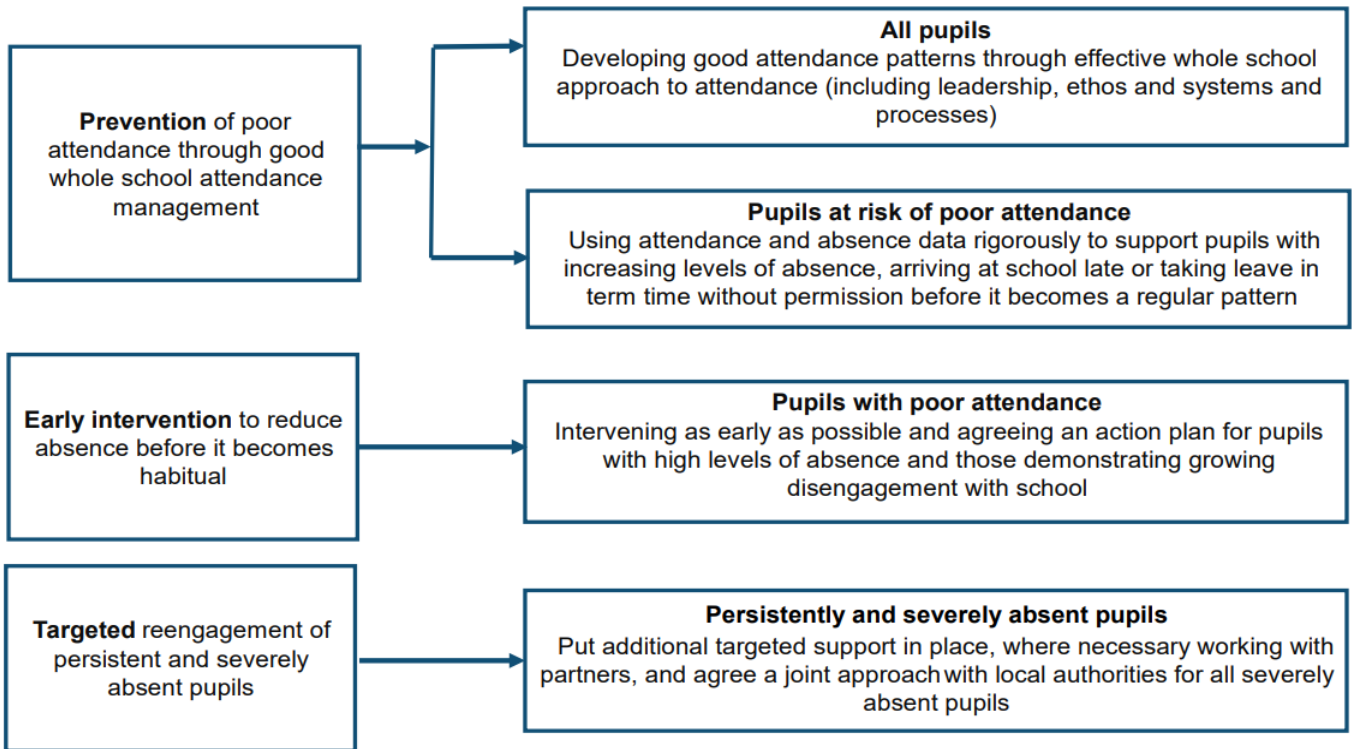 Prevention of poor
attendance through good
whole school attendance
management
All pupils
Developing good attendance patterns through effective whole school
approach to attendance (including leadership, ethos and systems and
processes)
Pupils at risk of poor attendance
Using attendance and absence data rigorously to support pupils with
increasing levels of absence, arriving at school late or taking leave in
term time without permission before it becomes a regular pattern
Early intervention to reduce
absence before it becomes
habitual
Pupils with poor attendance
Intervening as early as possible and agreeing an action plan for pupils
with high levels of absence and those demonstrating growing
disengagement with school
Targeted reengagement of
persistent and severely
absent pupils
Persistently and severely absent pupils
Put additional targeted support in place, where necessary working with
partners, and agree a joint approach with local authorities for all severely
absent pupils